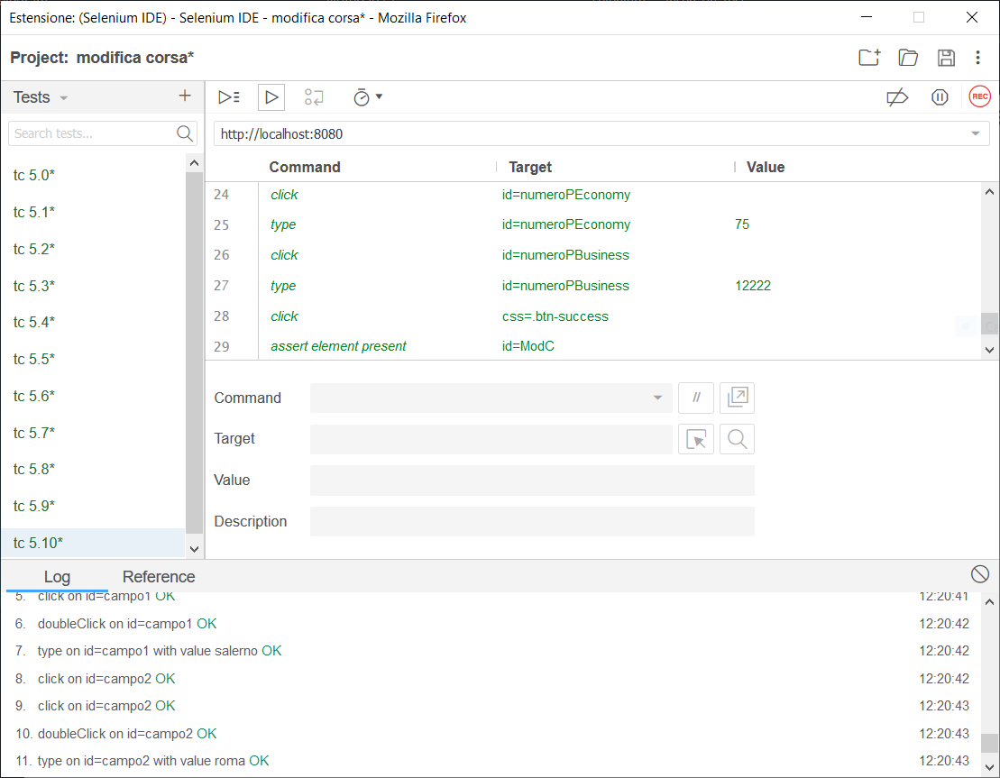 Estensione: (Selenium IDE) - Selenium IDE - modifica corsa* - Mozilla Firefox
Project: modifica corsa*
Tests
REC
Search tests...
http://localhost:8080
Command Target Value
tc 5.0*
tc 5.1*
tc 5.2*
tc 5.3*
tc 5.4*
tc 5.5*
tc 5.6*
tc 5.7*
tc 5.8*
tc 5.9*
tc 5.10*
24 click id=numeroPEconomy
25 type id=numeroPEconomy 75
26 click id=numeroPBusiness
27 type id=numeroPBusiness 12222
28 click css=.btn-success
29 assert element present id=ModC
Command //
Target
Value
Description
Log Reference
5. click on id=campo1 OK 12:20:41
6. doubleClick on id=campo1 OK 12:20:42
7. type on id=campo1 with value salerno OK 12:20:42
8. click on id=campo2 OK 12:20:42
9. click on id=campo2 OK 12:20:43
10. doubleClick on id=campo2 OK 12:20:43
11. type on id=campo2 with value roma OK 12:20:43